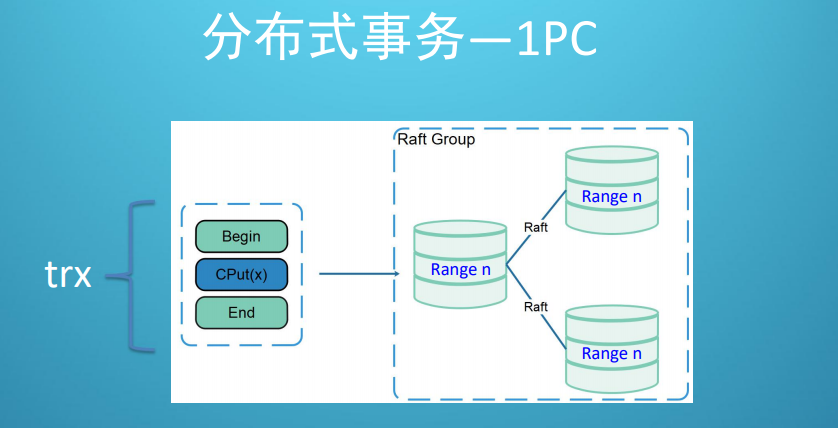 分布式事务—1PC
trx
Begin
CPut(x)
End
Raft Group
Range n
Raft
Range n
Raft
Range n